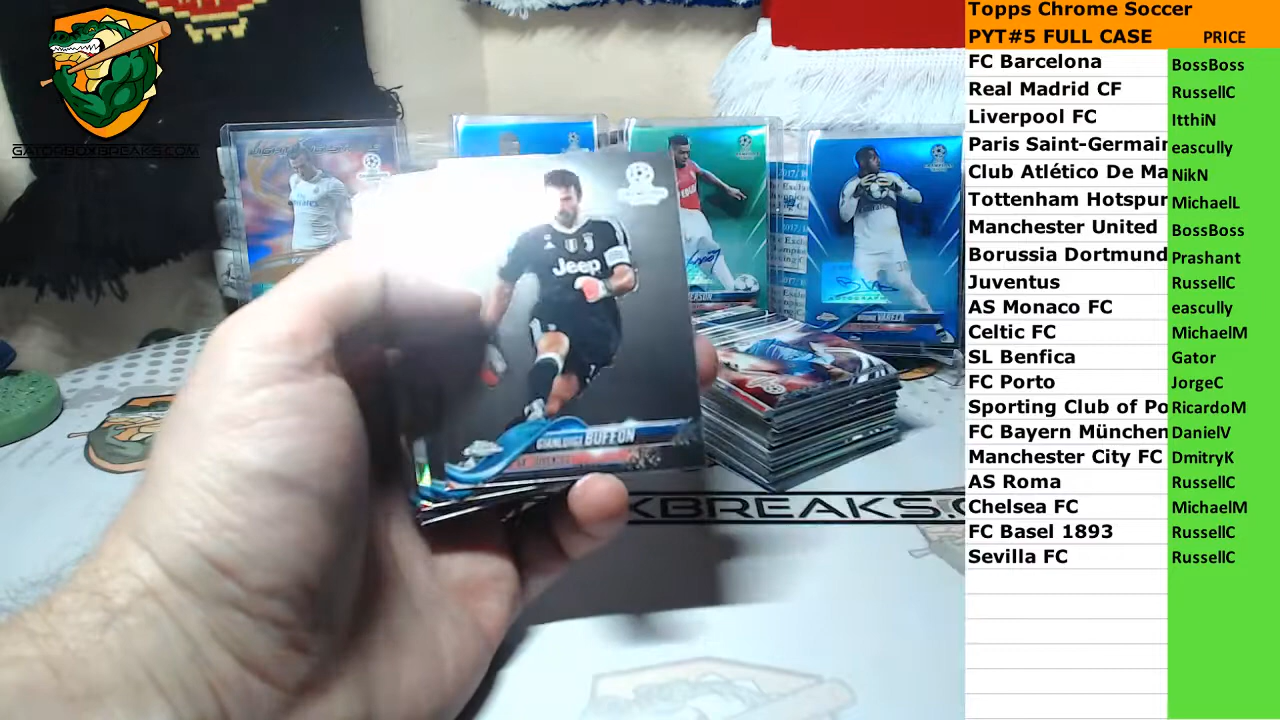 GATORBOXBREAKS.COM
Jeep
GIANLUIGI BUFFON
KBREAKS.C
Topps Chrome Soccer
PYT#5 FULL CASE PRICE
FC Barcelona BossBoss
Real Madrid CF RussellC
Liverpool FC ItthiN
Paris Saint-Germain eascully
Club Atlético De Ma NikN
Tottenham Hotspur MichaelL
Manchester United BossBoss
Borussia Dortmund Prashant
Juventus RussellC
AS Monaco FC eascully
Celtic FC MichaelM
SL Benfica Gator
FC Porto JorgeC
Sporting Club of Po RicardoM
FC Bayern München DanielV
Manchester City FC DmitryK
AS Roma RussellC
Chelsea FC MichaelM
FC Basel 1893 RussellC
Sevilla FC RussellC